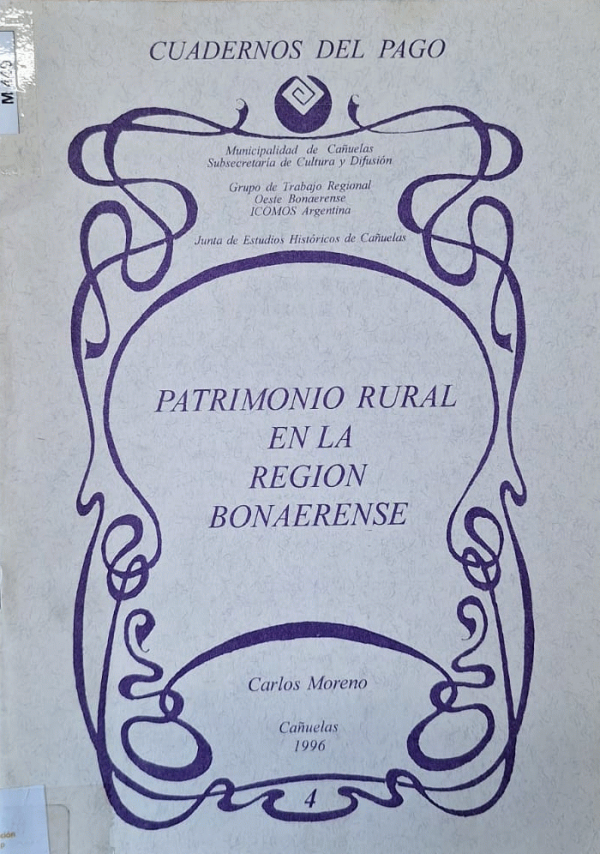 CUADERNOS DEL PAGO
Municipalidad de Cañuelas
Subsecretaría de Cultura y Difusión
Grupo de Trabajo Regional
Oeste Bonaerense
ICOMOS Argentina
Junta de Estudios Históricos de Cañuelas
PATRIMONIO RURAL
EN LA
REGION
BONAERENSE
Carlos Moreno
Cañuelas
1996
4